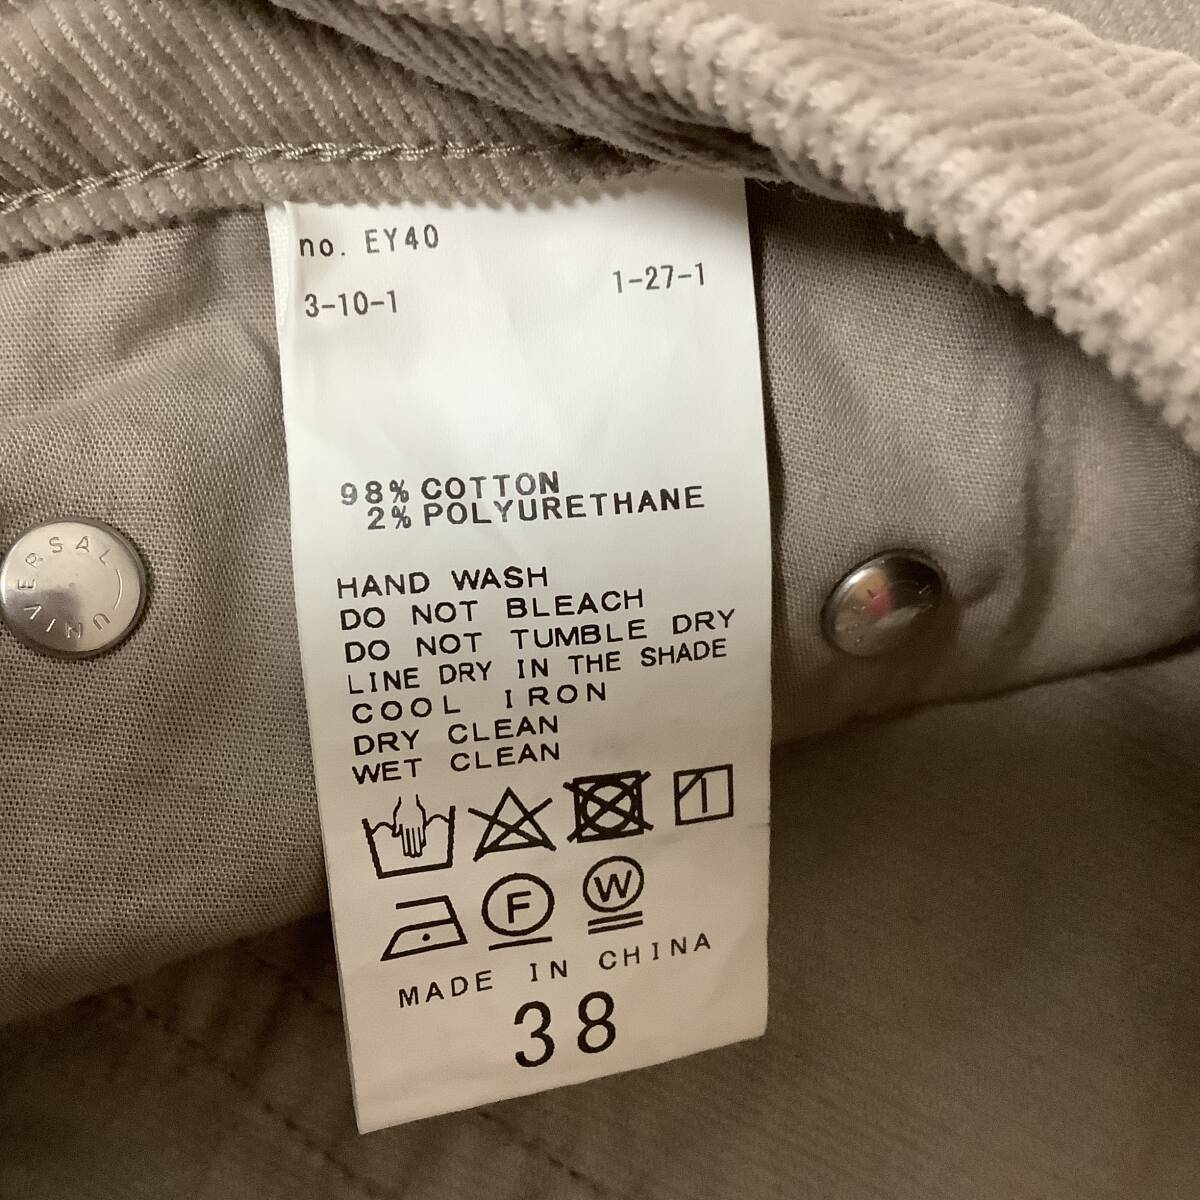 no. EY40
3-10-1
1-27-1
98% COTTON
2% POLYURETHANE
HAND WASH
DO NOT BLEACH
DO NOT TUMBLE DRY
LINE DRY IN THE SHADE
COOL IRON
DRY CLEAN
WET CLEAN
F
W
MADE IN CHINA
38
UNIVERSAL